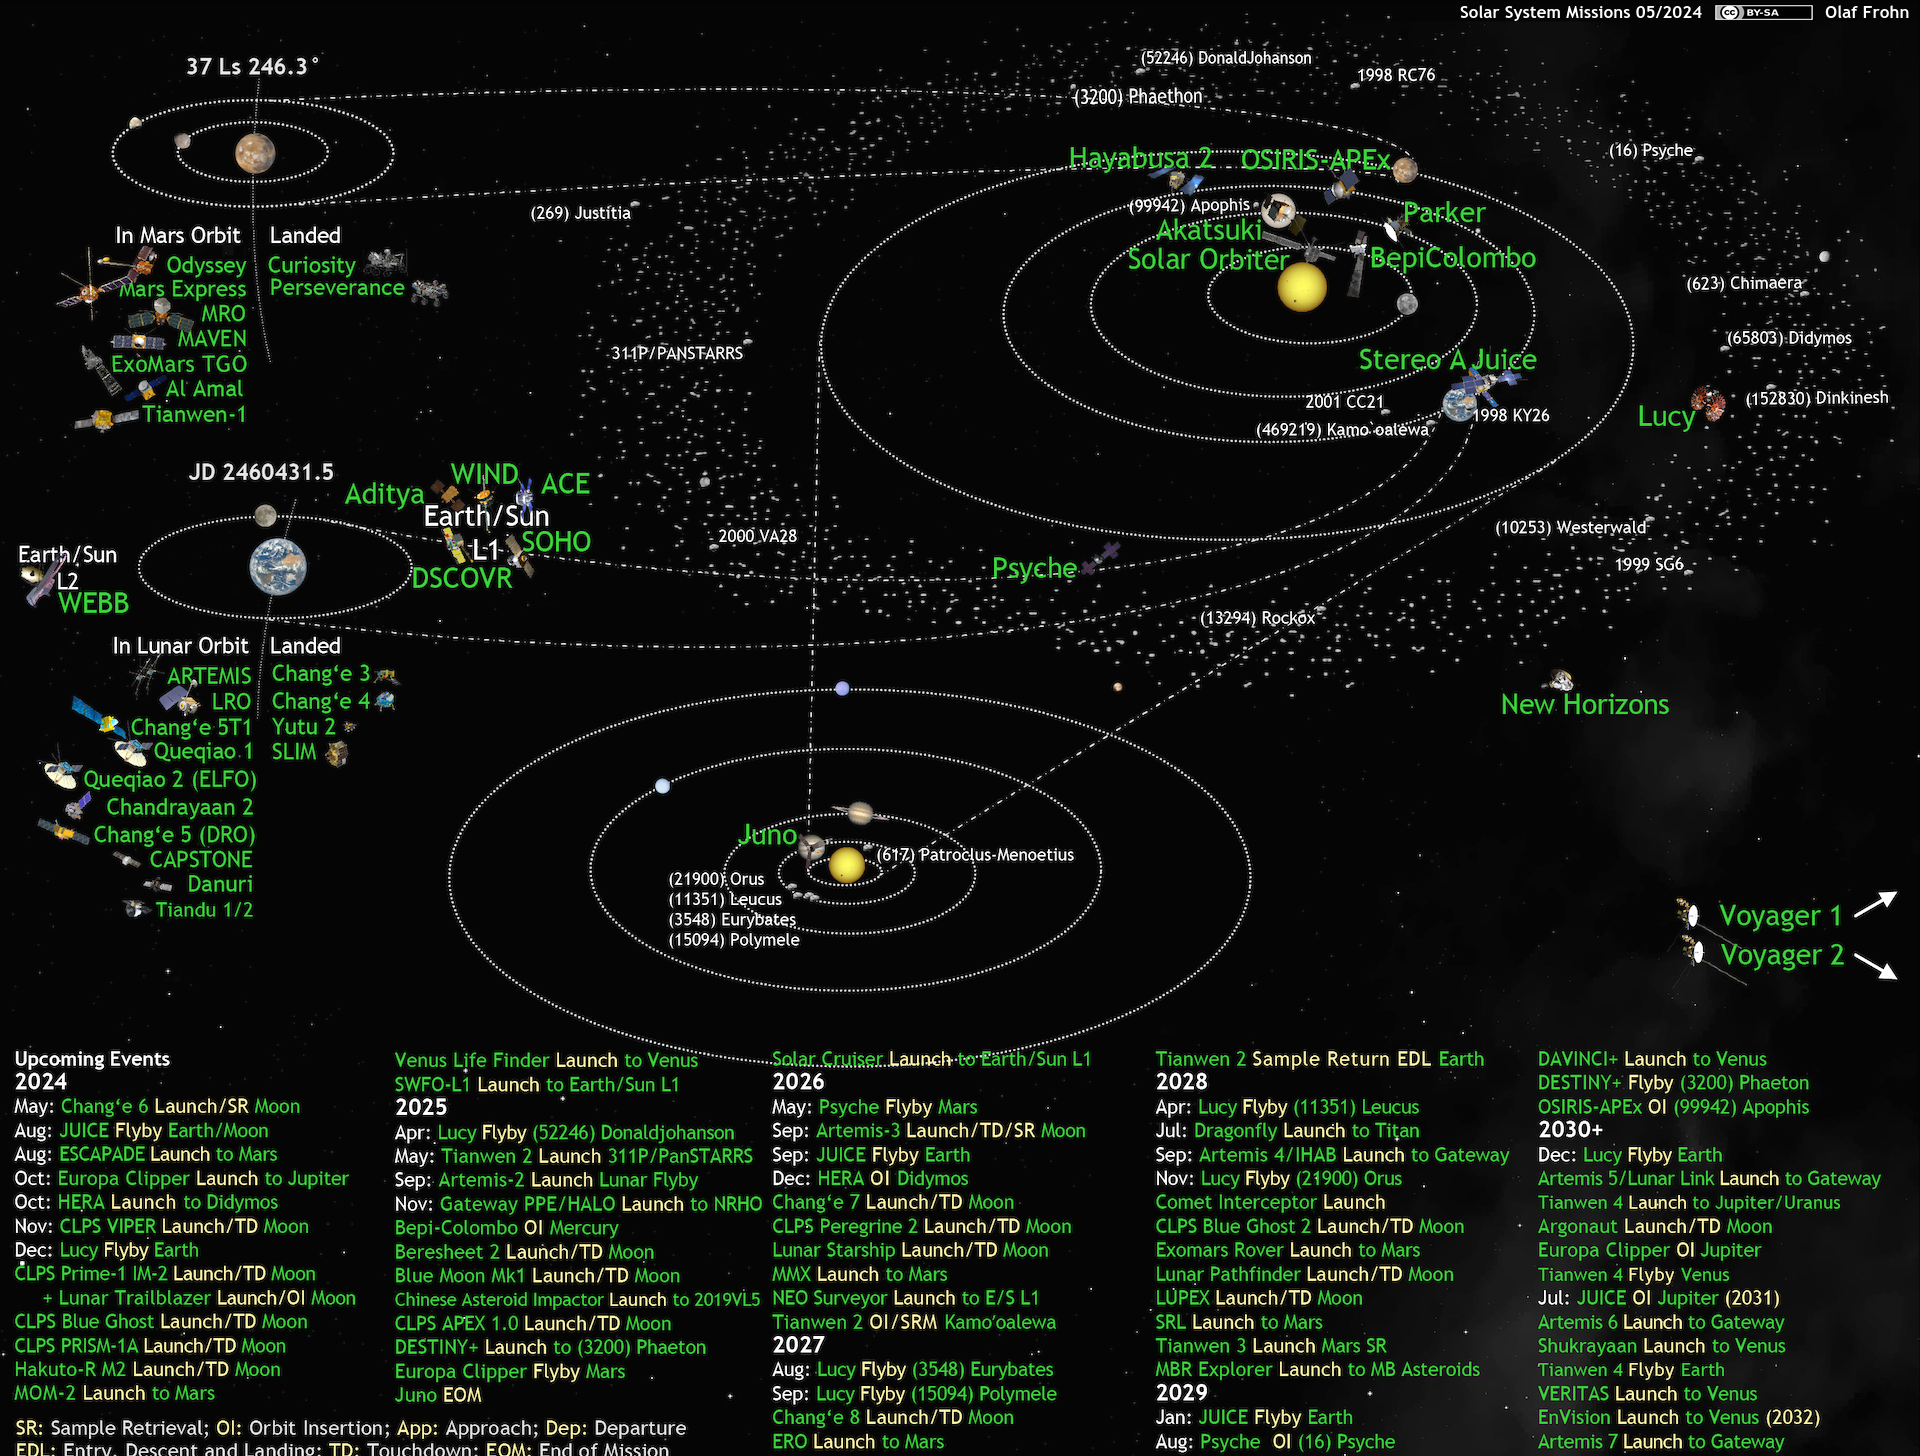 Solar System Missions 05/2024 CC BY-SA Olaf Frohn
37 Ls 246.3°
In Mars Orbit
Odyssey
Mars Express
MRO
MAVEN
ExoMars TGO
Al Amal
Tianwen-1
Landed
Curiosity
Perseverance
(52246) DonaldJohanson
1998 RC76
(3200) Phaethon
(16) Psyche
Hayabusa 2
OSIRIS-APEx
(269) Justitia
(99942) Apophis
Parker
Akatsuki
Solar Orbiter
BepiColombo
(623) Chimaera
(65803) Didymos
311P/PANSTARRS
Stereo A Juice
2001 CC21
1998 KY26
(469219) Kamo'oalewa
Lucy
(152830) Dinkinesh
JD 2460431.5
Aditya
WIND
ACE
Earth/Sun
L1
SOHO
DSCOVR
Earth/Sun
L2
WEBB
2000 VA28
Psyche
(10253) Westerwald
1999 SG6
(13294) Rockox
New Horizons
In Lunar Orbit
ARTEMIS
LRO
Chang‘e 5T1
Queqiao 1
Queqiao 2 (ELFO)
Chandrayaan 2
Chang‘e 5 (DRO)
CAPSTONE
Danuri
Tiandu 1/2
Landed
Chang‘e 3
Chang‘e 4
Yutu 2
SLIM
Juno
(617) Patroclus-Menoetius
(21900) Orus
(11351) Leucus
(3548) Eurybates
(15094) Polymele
Voyager 1
Voyager 2
Upcoming Events
2024
May: Chang‘e 6 Launch/SR Moon
Aug: JUICE Flyby Earth/Moon
Aug: ESCAPADE Launch to Mars
Oct: Europa Clipper Launch to Jupiter
Oct: HERA Launch to Didymos
Nov: CLPS VIPER Launch/TD Moon
Dec: Lucy Flyby Earth
CLPS Prime-1 IM-2 Launch/TD Moon
+ Lunar Trailblazer Launch/OI Moon
CLPS Blue Ghost Launch/TD Moon
CLPS PRISM-1A Launch/TD Moon
Hakuto-R M2 Launch/TD Moon
MOM-2 Launch to Mars
Venus Life Finder Launch to Venus
SWFO-L1 Launch to Earth/Sun L1
2025
Apr: Lucy Flyby (52246) Donaldjohanson
May: Tianwen 2 Launch 311P/PanSTARRS
Sep: Artemis-2 Launch Lunar Flyby
Nov: Gateway PPE/HALO Launch to NRHO
Bepi-Colombo OI Mercury
Beresheet 2 Launch/TD Moon
Blue Moon Mk1 Launch/TD Moon
Chinese Asteroid Impactor Launch to 2019VL5
CLPS APEX 1.0 Launch/TD Moon
DESTINY+ Launch to (3200) Phaeton
Europa Clipper Flyby Mars
Juno EOM
Solar Cruiser Launch to Earth/Sun L1
2026
May: Psyche Flyby Mars
Sep: Artemis-3 Launch/TD/SR Moon
Sep: JUICE Flyby Earth
Dec: HERA OI Didymos
Chang‘e 7 Launch/TD Moon
CLPS Peregrine 2 Launch/TD Moon
Lunar Starship Launch/TD Moon
MMX Launch to Mars
NEO Surveyor Launch to E/S L1
Tianwen 2 OI/SRM Kamo’oalewa
2027
Aug: Lucy Flyby (3548) Eurybates
Sep: Lucy Flyby (15094) Polymele
Chang‘e 8 Launch/TD Moon
ERO Launch to Mars
Tianwen 2 Sample Return EDL Earth
2028
Apr: Lucy Flyby (11351) Leucus
Jul: Dragonfly Launch to Titan
Sep: Artemis 4/IHAB Launch to Gateway
Nov: Lucy Flyby (21900) Orus
Comet Interceptor Launch
CLPS Blue Ghost 2 Launch/TD Moon
Exomars Rover Launch to Mars
Lunar Pathfinder Launch/TD Moon
LUPEX Launch/TD Moon
SRL Launch to Mars
Tianwen 3 Launch Mars SR
MBR Explorer Launch to MB Asteroids
2029
Jan: JUICE Flyby Earth
Aug: Psyche OI (16) Psyche
DAVINCI+ Launch to Venus
DESTINY+ Flyby (3200) Phaeton
OSIRIS-APEx OI (99942) Apophis
2030+
Dec: Lucy Flyby Earth
Artemis 5/Lunar Link Launch to Gateway
Tianwen 4 Launch to Jupiter/Uranus
Argonaut Launch/TD Moon
Europa Clipper OI Jupiter
Tianwen 4 Flyby Venus
Jul: JUICE OI Jupiter (2031)
Artemis 6 Launch to Gateway
Shukrayaan Launch to Venus
Tianwen 4 Flyby Earth
VERITAS Launch to Venus
EnVision Launch to Venus (2032)
Artemis 7 Launch to Gateway
SR: Sample Retrieval; OI: Orbit Insertion; App: Approach; Dep: Departure
EDL: Entry, Descent and Landing; TD: Touchdown; EOM: End of Mission